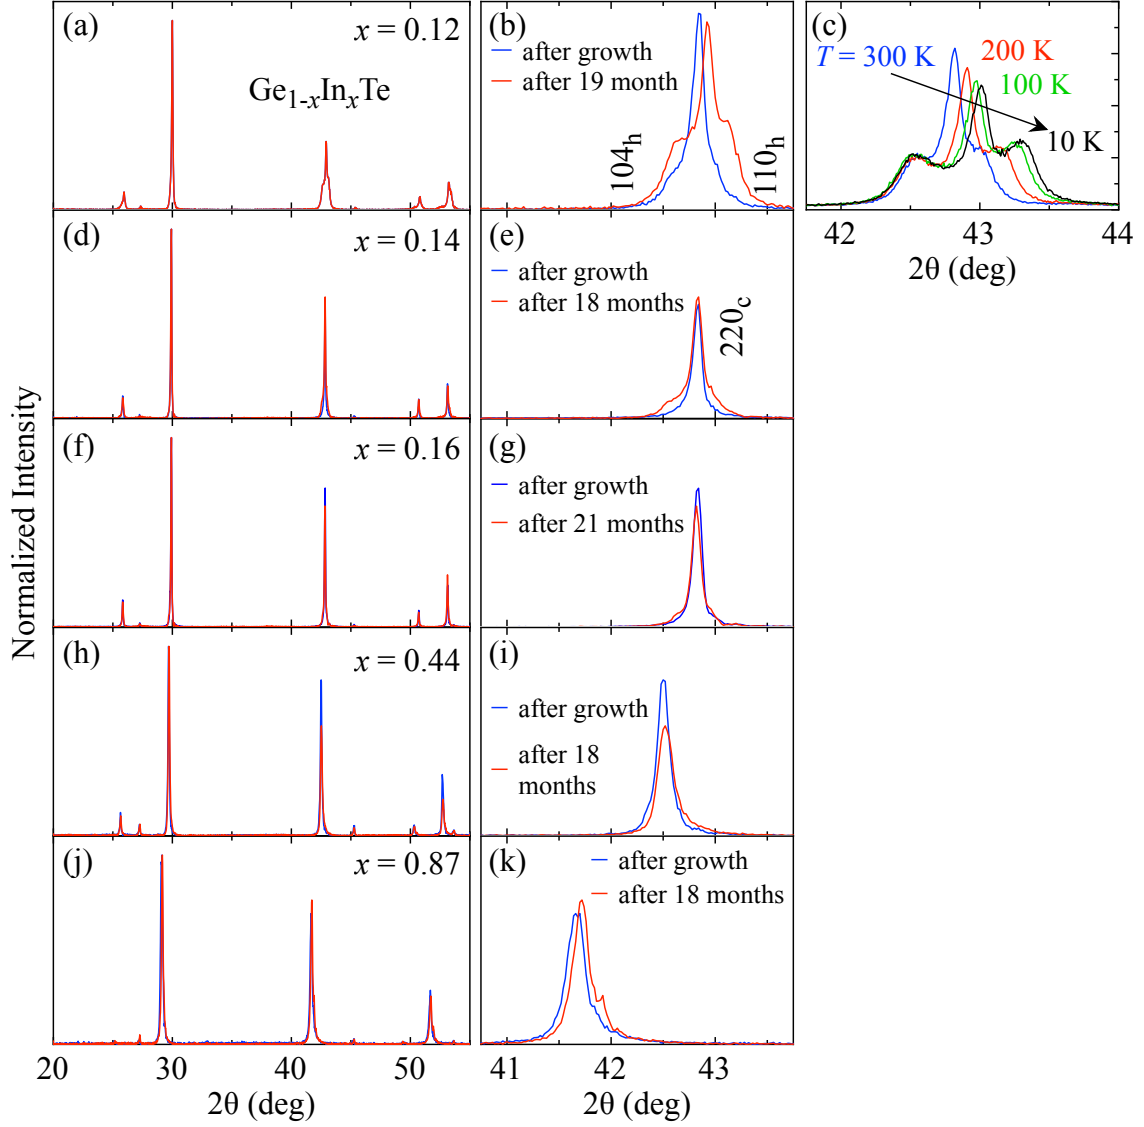 (a)
x = 0.12
Ge1-xInxTe
(b)
after growth
after 19 month
104h
110h
(c)
T = 300 K
200 K
100 K
10 K
42
43
44
2θ (deg)
(d)
x = 0.14
(e)
after growth
after 18 months
220c
Normalized Intensity
(f)
x = 0.16
(g)
after growth
after 21 months
(h)
x = 0.44
(i)
after growth
after 18
months
(j)
x = 0.87
(k)
after growth
after 18 months
20
30
40
50
2θ (deg)
41
42
43
2θ (deg)